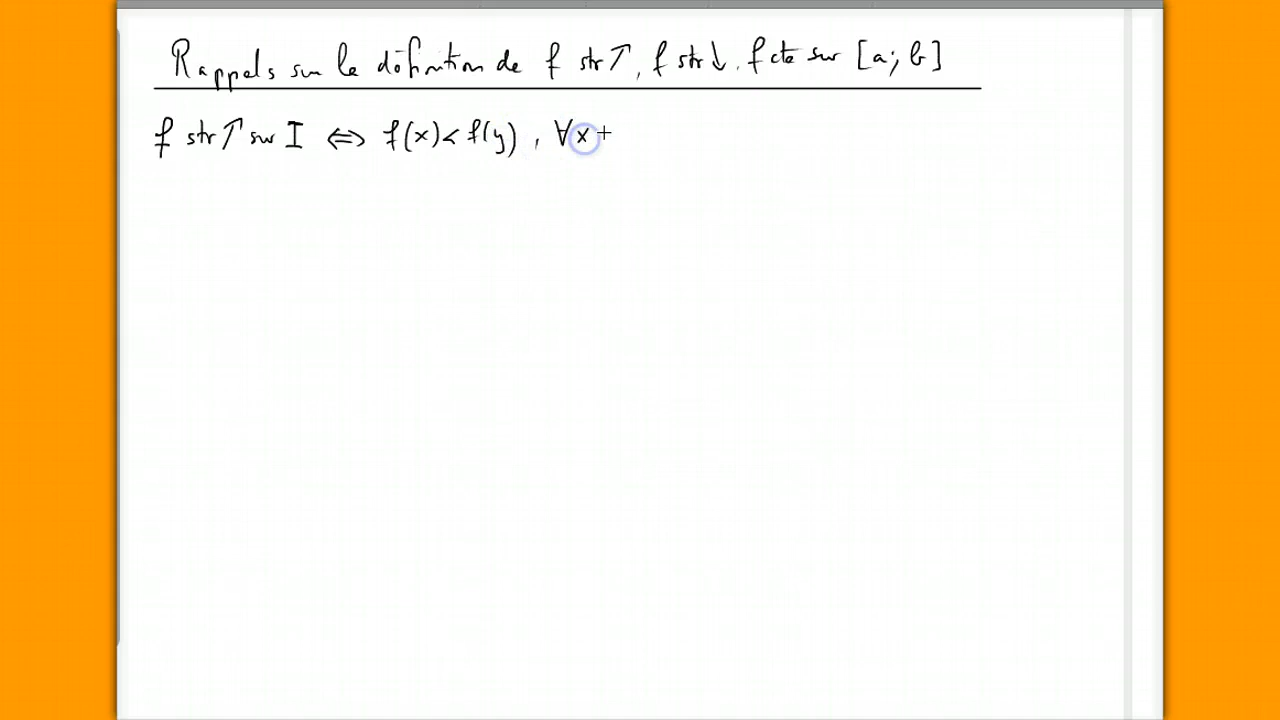 Rappels sur la définition de f str↗, f str↓, f cte sur [a; b]
f str↗ sur I ⇔ f(x) < f(y), ∀x